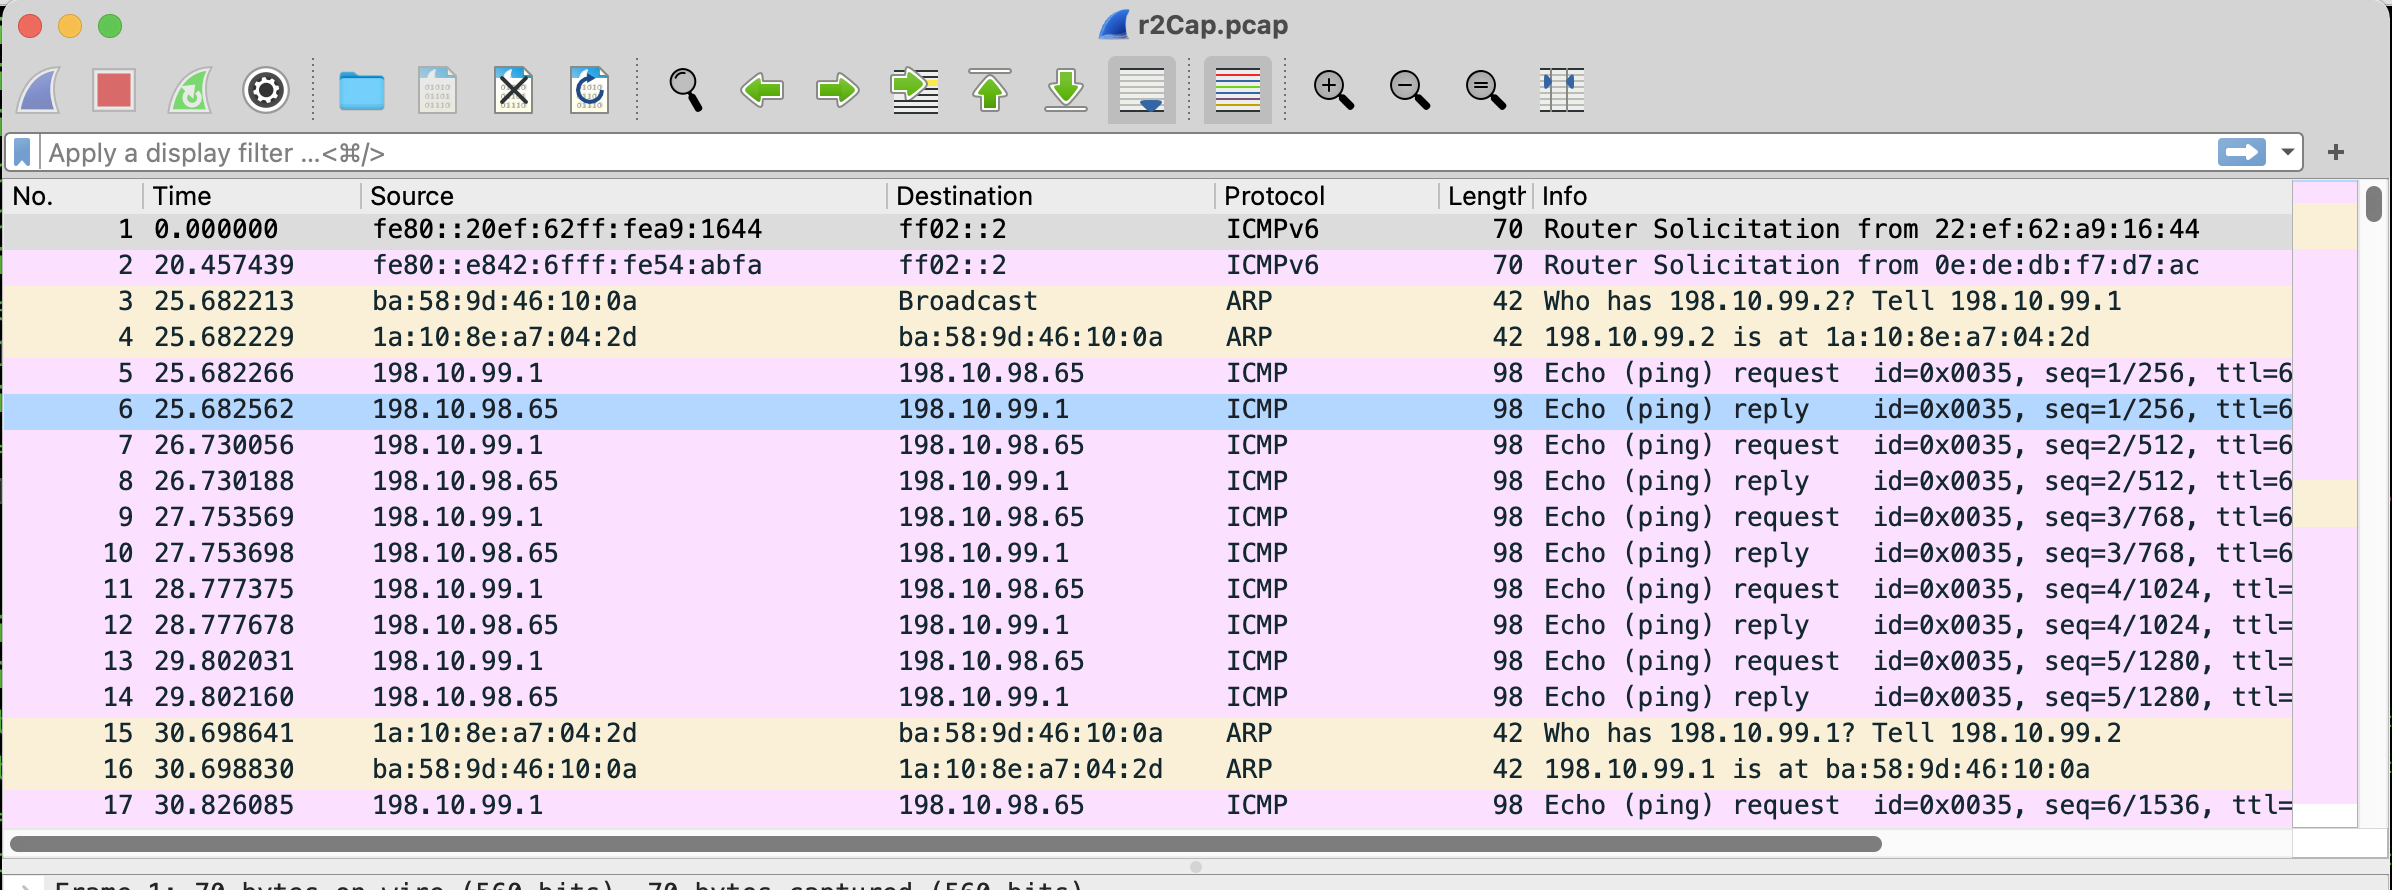 r2Cap.pcap
Apply a display filter ...<⌘/>
No. Time Source Destination Protocol Length Info
1 0.000000 fe80::20ef:62ff:fea9:1644 ff02::2 ICMPv6 70 Router Solicitation from 22:ef:62:a9:16:44
2 20.457439 fe80::e842:6fff:fe54:abfa ff02::2 ICMPv6 70 Router Solicitation from 0e:de:db:f7:d7:ac
3 25.682213 ba:58:9d:46:10:0a Broadcast ARP 42 Who has 198.10.99.2? Tell 198.10.99.1
4 25.682229 1a:10:8e:a7:04:2d ba:58:9d:46:10:0a ARP 42 198.10.99.2 is at 1a:10:8e:a7:04:2d
5 25.682266 198.10.99.1 198.10.98.65 ICMP 98 Echo (ping) request id=0x0035, seq=1/256, ttl=6
6 25.682562 198.10.98.65 198.10.99.1 ICMP 98 Echo (ping) reply id=0x0035, seq=1/256, ttl=6
7 26.730056 198.10.99.1 198.10.98.65 ICMP 98 Echo (ping) request id=0x0035, seq=2/512, ttl=6
8 26.730188 198.10.98.65 198.10.99.1 ICMP 98 Echo (ping) reply id=0x0035, seq=2/512, ttl=6
9 27.753569 198.10.99.1 198.10.98.65 ICMP 98 Echo (ping) request id=0x0035, seq=3/768, ttl=6
10 27.753698 198.10.98.65 198.10.99.1 ICMP 98 Echo (ping) reply id=0x0035, seq=3/768, ttl=6
11 28.777375 198.10.99.1 198.10.98.65 ICMP 98 Echo (ping) request id=0x0035, seq=4/1024, ttl=
12 28.777678 198.10.98.65 198.10.99.1 ICMP 98 Echo (ping) reply id=0x0035, seq=4/1024, ttl=
13 29.802031 198.10.99.1 198.10.98.65 ICMP 98 Echo (ping) request id=0x0035, seq=5/1280, ttl=
14 29.802160 198.10.98.65 198.10.99.1 ICMP 98 Echo (ping) reply id=0x0035, seq=5/1280, ttl=
15 30.698641 1a:10:8e:a7:04:2d ba:58:9d:46:10:0a ARP 42 Who has 198.10.99.1? Tell 198.10.99.2
16 30.698830 ba:58:9d:46:10:0a 1a:10:8e:a7:04:2d ARP 42 198.10.99.1 is at ba:58:9d:46:10:0a
17 30.826085 198.10.99.1 198.10.98.65 ICMP 98 Echo (ping) request id=0x0035, seq=6/1536, ttl=
Frame 1: 70 bytes on wire (560 bits), 70 bytes captured (560 bits)